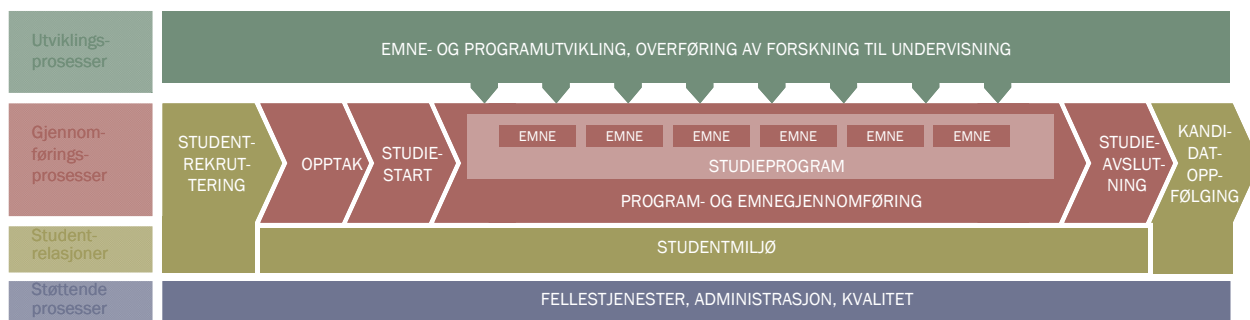 Utviklings-
prosesser
EMNE- OG PROGRAMUTVIKLING, OVERFØRING AV FORSKNING TIL UNDERVISNING
Gjennom-
førings-
prosesser
STUDENT-
REKRUT-
TERING
OPPTAK
STUDIE-
START
EMNE
EMNE
EMNE
EMNE
EMNE
EMNE
STUDIEPROGRAM
PROGRAM- OG EMNEGJENNOMFØRING
STUDIE-
AVSLUT-
NING
KANDI-
DAT-
OPP-
FØLGING
Student-
relasjoner
STUDENTMILJØ
Støttende
prosesser
FELLESTJENESTER, ADMINISTRASJON, KVALITET